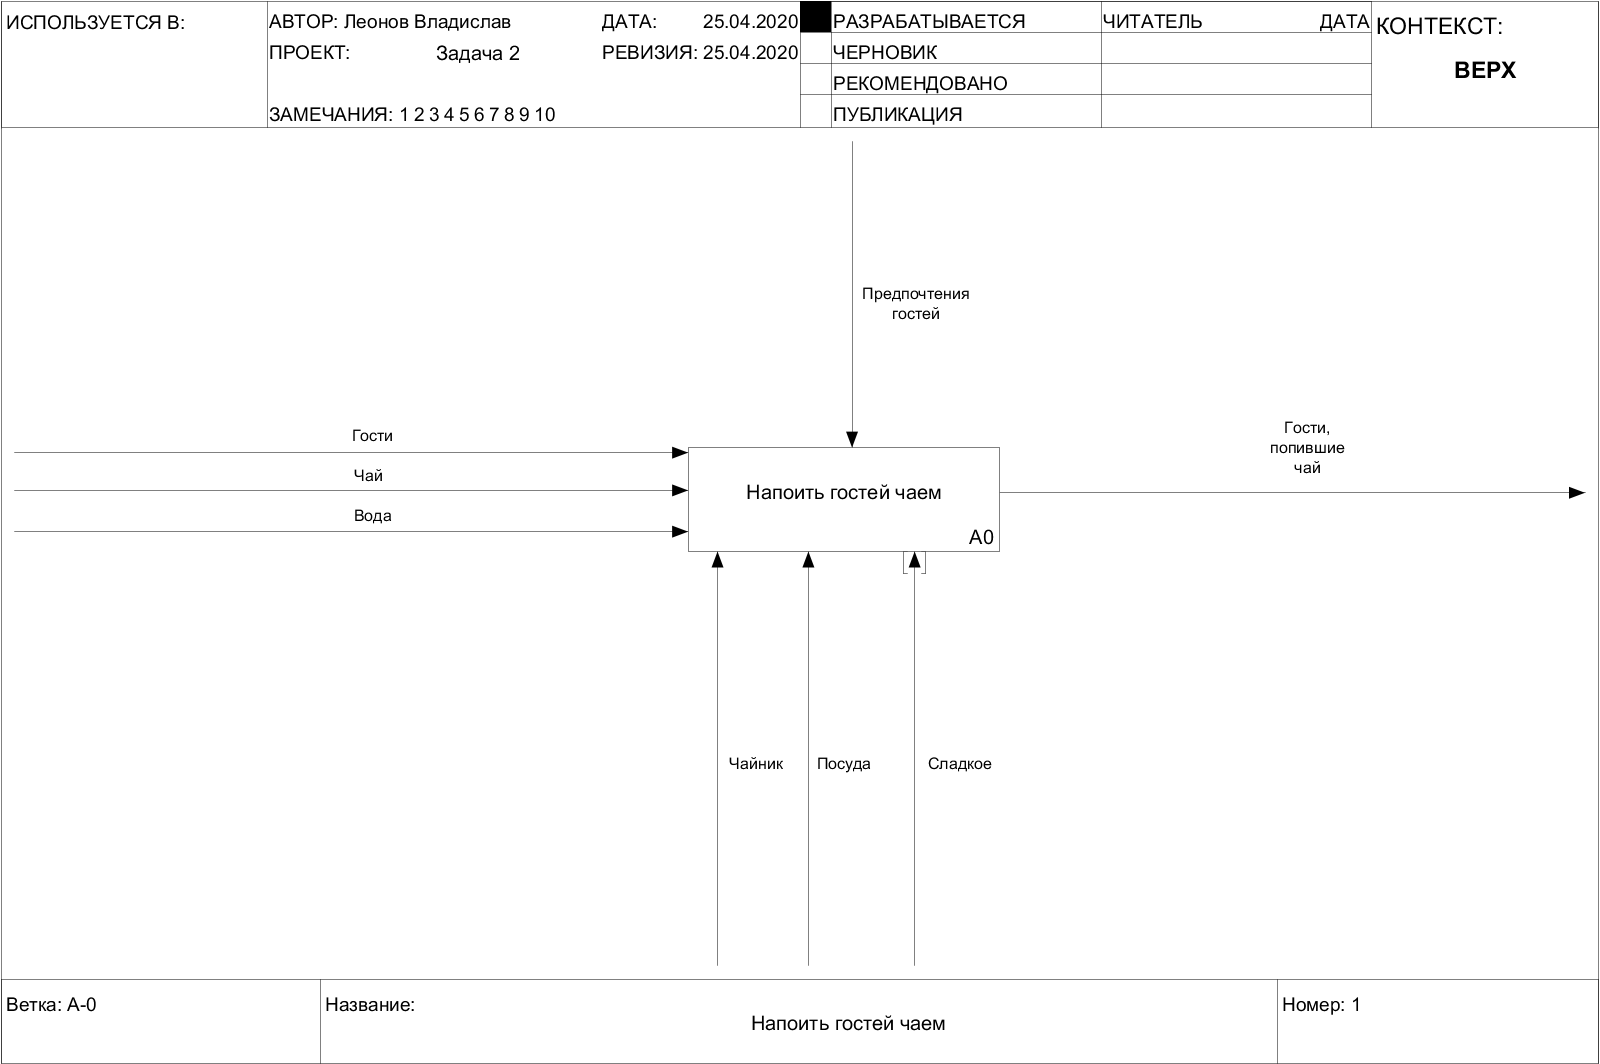 ИСПОЛЬЗУЕТСЯ В:
АВТОР: Леонов Владислав
ДАТА: 25.04.2020
ПРОЕКТ: Задача 2
РЕВИЗИЯ: 25.04.2020
ЗАМЕЧАНИЯ: 1 2 3 4 5 6 7 8 9 10
РАЗРАБАТЫВАЕТСЯ
ЧЕРНОВИК
РЕКОМЕНДОВАНО
ПУБЛИКАЦИЯ
ЧИТАТЕЛЬ
ДАТА
КОНТЕКСТ:
ВЕРХ
Предпочтения
гостей
Гости
Чай
Вода
Напоить гостей чаем
A0
Гости,
попившие
чай
Чайник
Посуда
Сладкое
Ветка: A-0
Название:
Напоить гостей чаем
Номер: 1